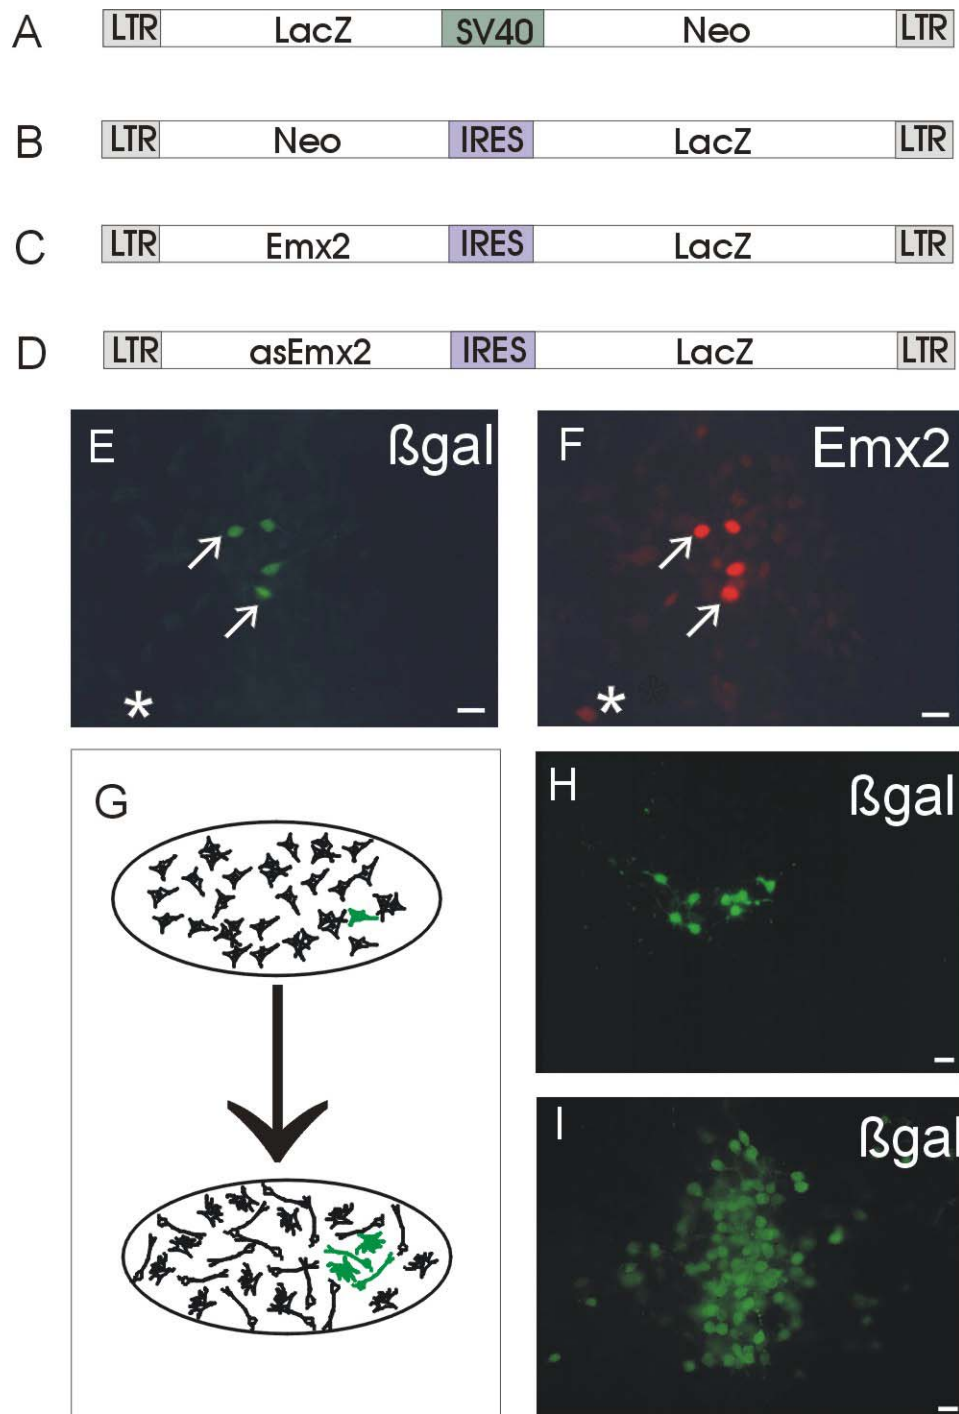 A LTR LacZ SV40 Neo LTR
B LTR Neo IRES LacZ LTR
C LTR Emx2 IRES LacZ LTR
D LTR asEmx2 IRES LacZ LTR
E ßgal
*
F Emx2
*
G
H ßgal
I ßgal